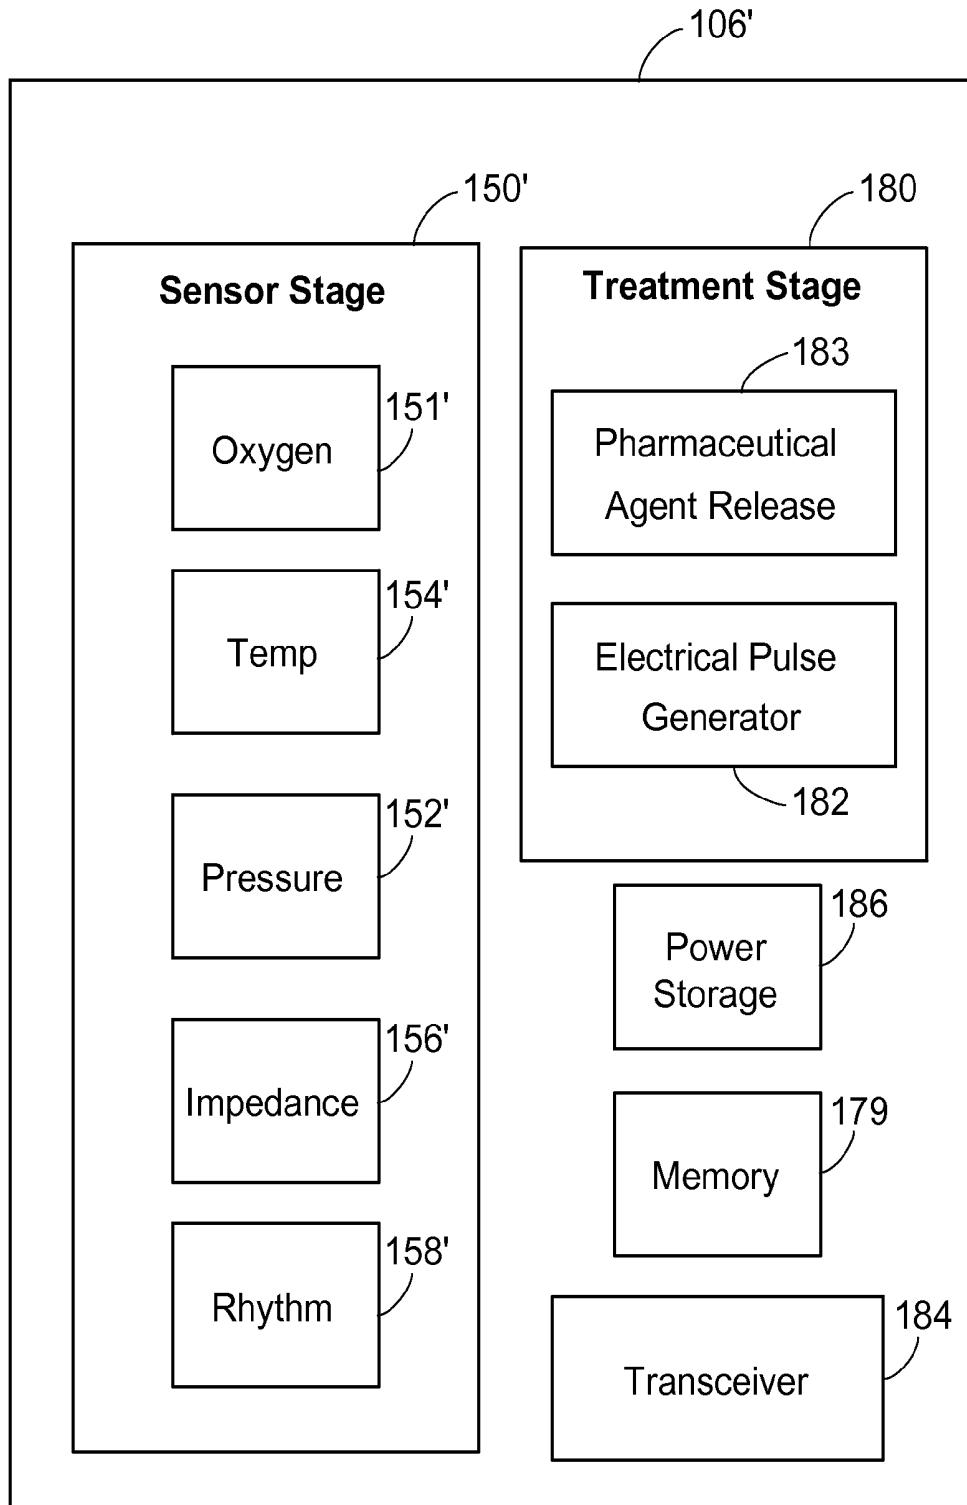 106'
150'
Sensor Stage
Oxygen
151'
Temp
154'
Pressure
152'
Impedance
156'
Rhythm
158'
180
Treatment Stage
183
Pharmaceutical
Agent Release
Electrical Pulse
Generator
182
186
Power
Storage
179
Memory
184
Transceiver